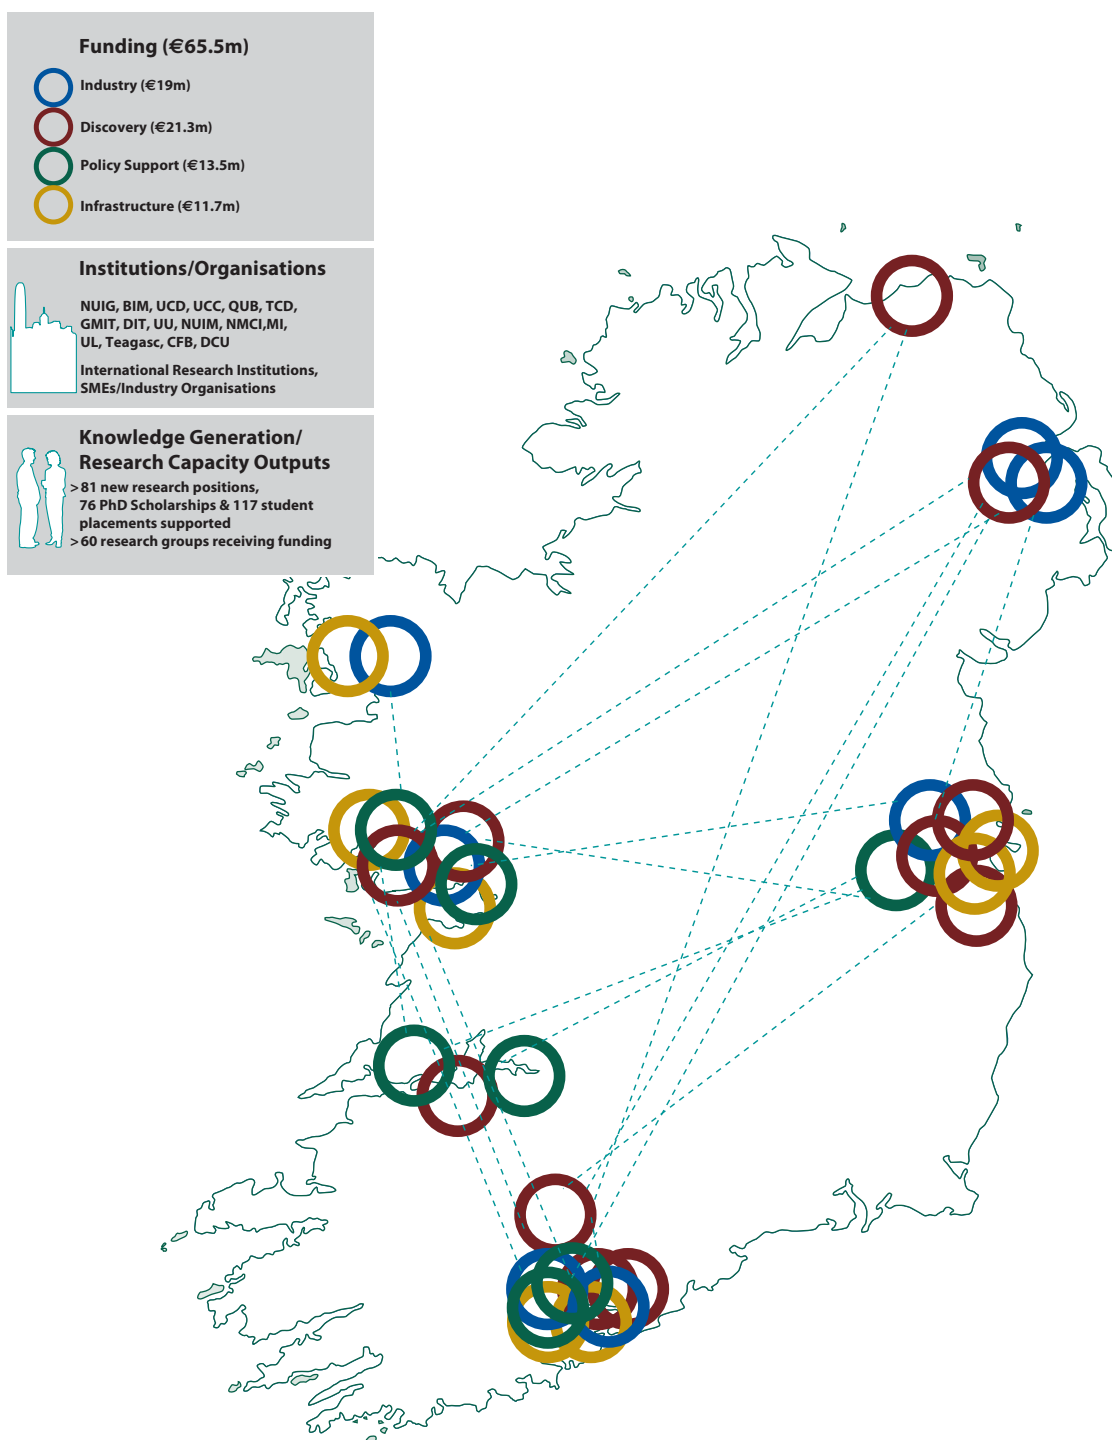 Funding (€65.5m)
Industry (€19m)
Discovery (€21.3m)
Policy Support (€13.5m)
Infrastructure (€11.7m)
Institutions/Organisations
NUIG, BIM, UCD, UCC, QUB, TCD,
GMIT, DIT, UU, NUIM, NMCI,MI,
UL, Teagasc, CFB, DCU
International Research Institutions,
SMEs/Industry Organisations
Knowledge Generation/
Research Capacity Outputs
>81 new research positions,
76 PhD Scholarships & 117 student
placements supported
>60 research groups receiving funding